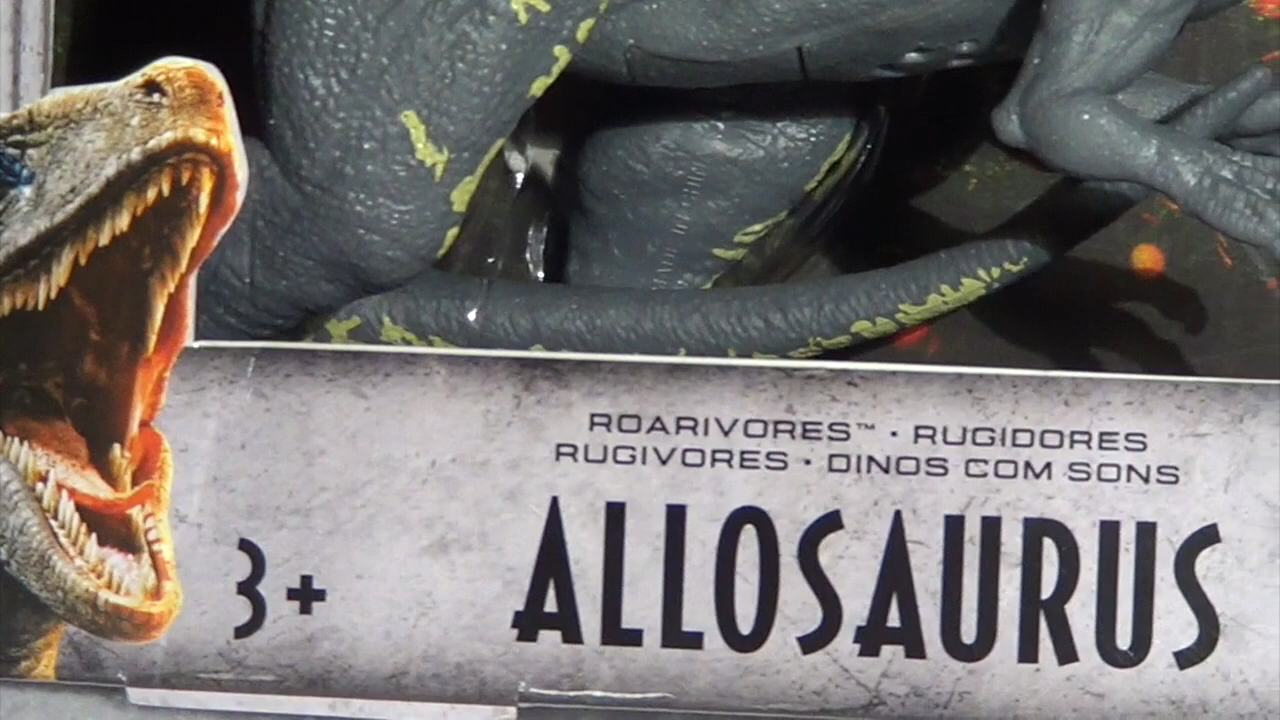 ROARIVORES™ · RUGIDORES
RUGIVORES · DINOS COM SONS
ALLOSAURUS
3+